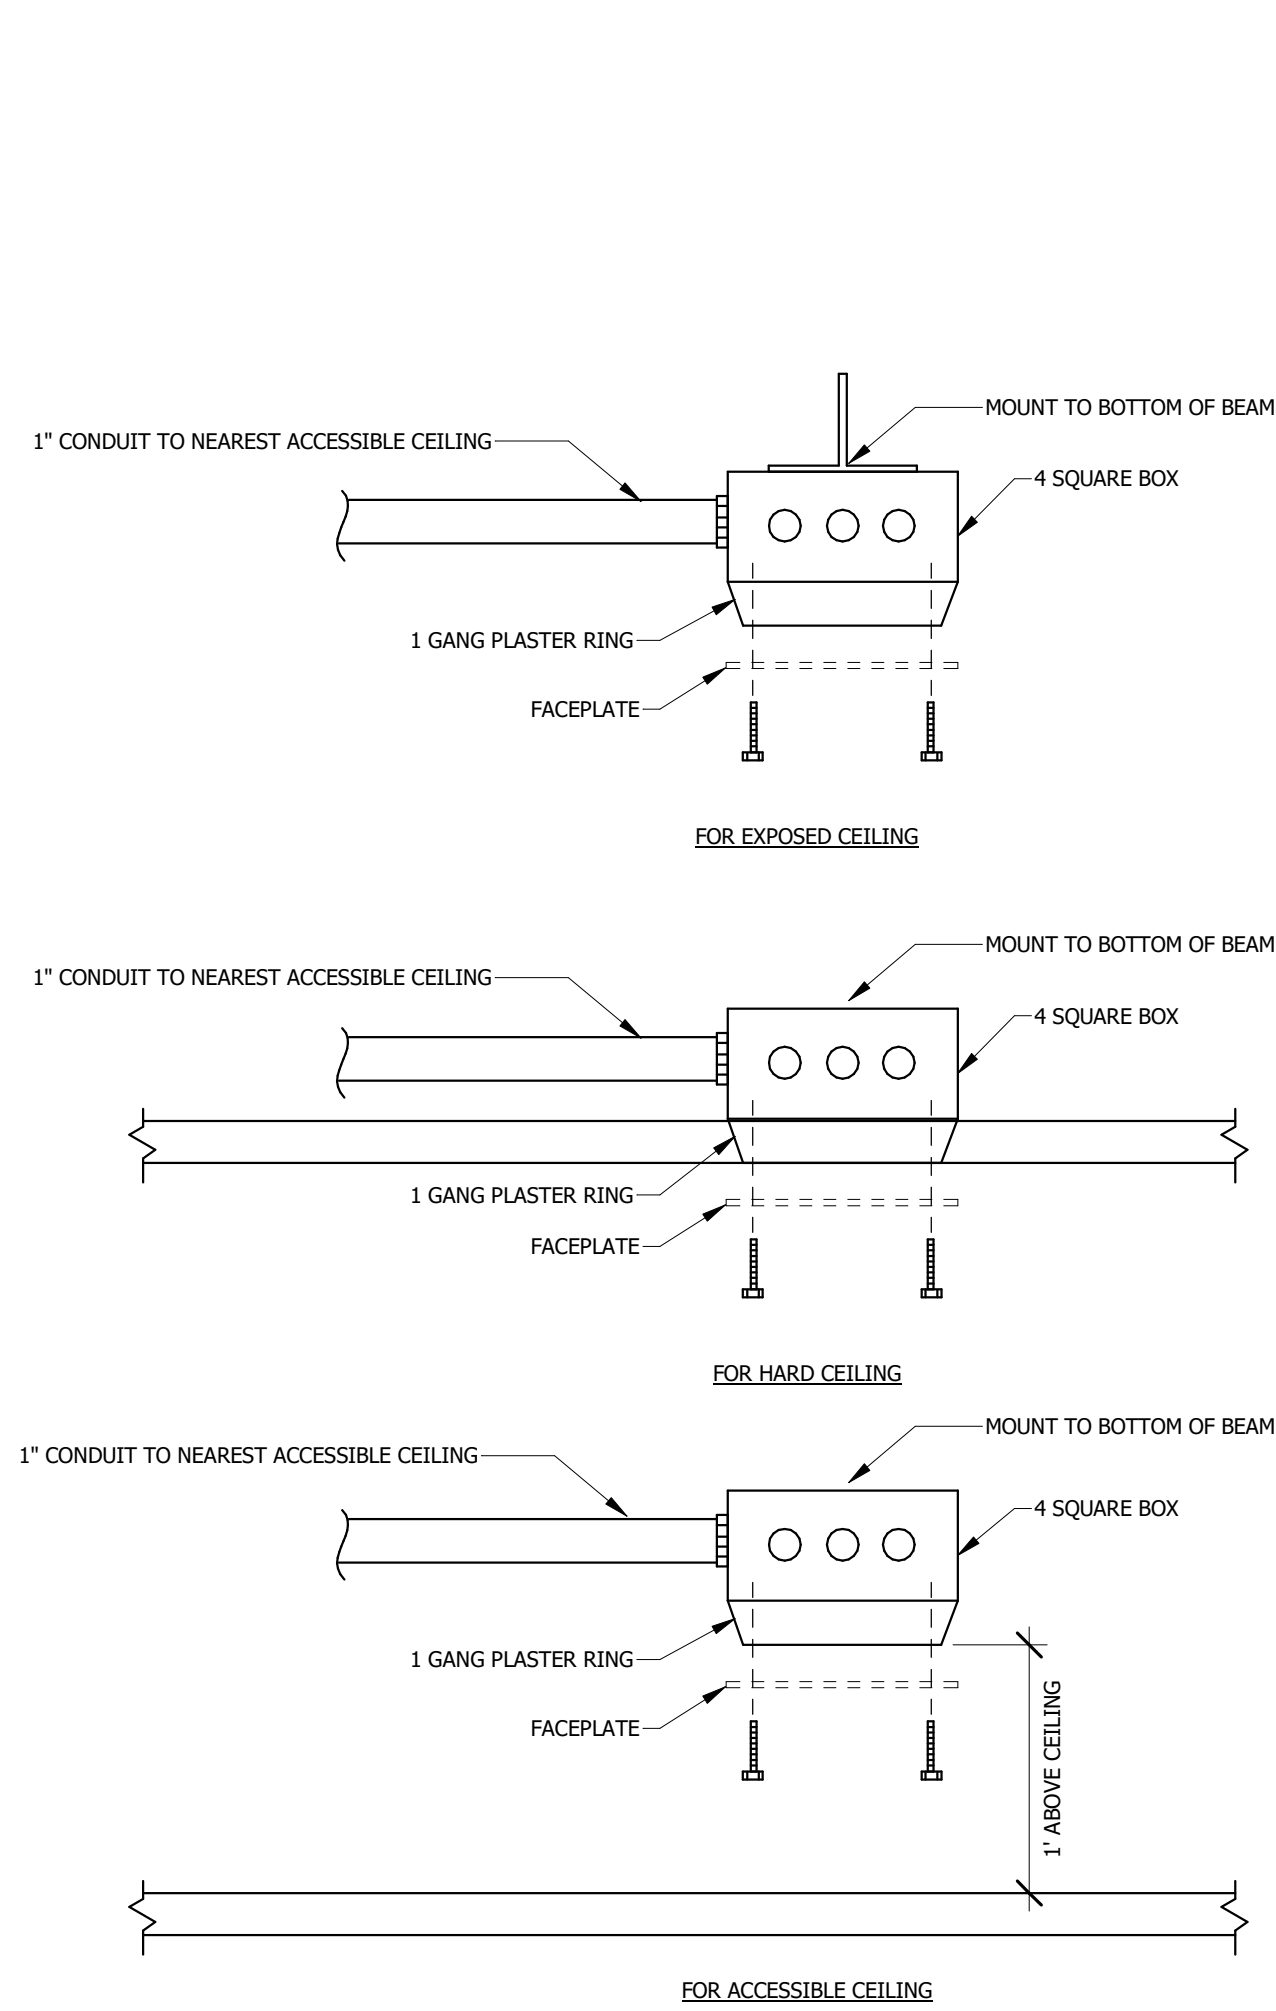 MOUNT TO BOTTOM OF BEAM
1" CONDUIT TO NEAREST ACCESSIBLE CEILING
4 SQUARE BOX
1 GANG PLASTER RING
FACEPLATE
FOR EXPOSED CEILING
MOUNT TO BOTTOM OF BEAM
1" CONDUIT TO NEAREST ACCESSIBLE CEILING
4 SQUARE BOX
1 GANG PLASTER RING
FACEPLATE
FOR HARD CEILING
MOUNT TO BOTTOM OF BEAM
1" CONDUIT TO NEAREST ACCESSIBLE CEILING
4 SQUARE BOX
1 GANG PLASTER RING
FACEPLATE
1' ABOVE CEILING
FOR ACCESSIBLE CEILING